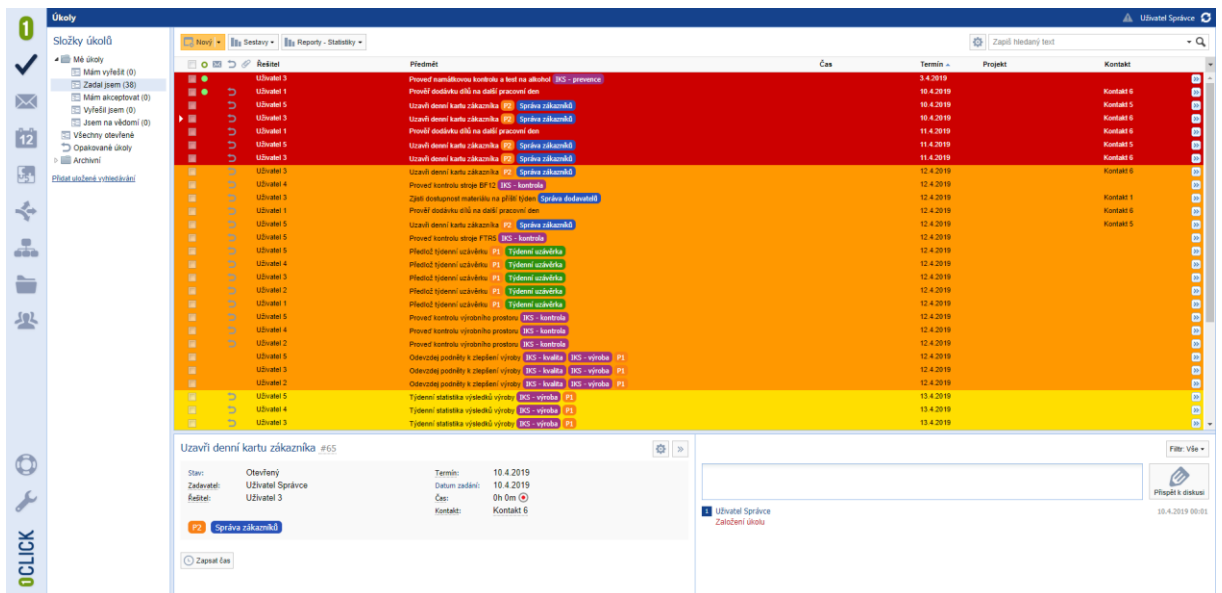 Úkoly
Uživatel Správce
Složky úkolů
Mé úkoly
Mám vyřešit (0)
Zadal jsem (38)
Mám akceptovat (0)
Vyřešil jsem (0)
Jsem na vědomí (0)
Všechny otevřené
Opakované úkoly
Archivní
Přidat uložené vyhledávání
12
1CLICK
Nový Sestavy Reporty - Statistiky Zapiš hledaný text
Řešitel Předmět Čas Termín Projekt Kontakt
Uživatel 3 Proveď namátkovou kontrolu a test na alkohol IKS - prevence 3.4.2019
Uživatel 1 Prověř dodávku dílů na další pracovní den 10.4.2019 Kontakt 6
Uživatel 5 Uzavři denní kartu zákazníka P2 Správa zákazníků 10.4.2019 Kontakt 5
Uživatel 3 Uzavři denní kartu zákazníka P2 Správa zákazníků 10.4.2019 Kontakt 6
Uživatel 1 Prověř dodávku dílů na další pracovní den 11.4.2019 Kontakt 6
Uživatel 5 Uzavři denní kartu zákazníka P2 Správa zákazníků 11.4.2019 Kontakt 5
Uživatel 3 Uzavři denní kartu zákazníka P2 Správa zákazníků 11.4.2019 Kontakt 6
Uživatel 3 Uzavři denní kartu zákazníka P2 Správa zákazníků 12.4.2019 Kontakt 6
Uživatel 4 Proveď kontrolu stroje BF12 IKS - kontrola 12.4.2019
Uživatel 3 Zjisti dostupnost materiálu na příští týden Správa dodavatelů 12.4.2019 Kontakt 1
Uživatel 1 Prověř dodávku dílů na další pracovní den 12.4.2019 Kontakt 6
Uživatel 5 Uzavři denní kartu zákazníka P2 Správa zákazníků 12.4.2019 Kontakt 5
Uživatel 5 Proveď kontrolu stroje FTR5 IKS - kontrola 12.4.2019
Uživatel 5 Předlož týdenní uzávěrku P1 Týdenní uzávěrka 12.4.2019
Uživatel 4 Předlož týdenní uzávěrku P1 Týdenní uzávěrka 12.4.2019
Uživatel 3 Předlož týdenní uzávěrku P1 Týdenní uzávěrka 12.4.2019
Uživatel 2 Předlož týdenní uzávěrku P1 Týdenní uzávěrka 12.4.2019
Uživatel 1 Předlož týdenní uzávěrku P1 Týdenní uzávěrka 12.4.2019
Uživatel 5 Proveď kontrolu výrobního prostoru IKS - kontrola 12.4.2019
Uživatel 4 Proveď kontrolu výrobního prostoru IKS - kontrola 12.4.2019
Uživatel 2 Proveď kontrolu výrobního prostoru IKS - kontrola 12.4.2019
Uživatel 5 Odevzdej podněty k zlepšení výroby IKS - kvalita IKS - výroba P1 12.4.2019
Uživatel 3 Odevzdej podněty k zlepšení výroby IKS - kvalita IKS - výroba P1 12.4.2019
Uživatel 2 Odevzdej podněty k zlepšení výroby IKS - kvalita IKS - výroba P1 12.4.2019
Uživatel 5 Týdenní statistika výsledků výroby IKS - výroba P1 13.4.2019
Uživatel 4 Týdenní statistika výsledků výroby IKS - výroba P1 13.4.2019
Uživatel 3 Týdenní statistika výsledků výroby IKS - výroba P1 13.4.2019
Uzavři denní kartu zákazníka #65
Stav: Otevřený Termín: 10.4.2019
Zadavatel: Uživatel Správce Datum zadání: 10.4.2019
Řešitel: Uživatel 3 Čas: 0h 0m
Kontakt: Kontakt 6
P2 Správa zákazníků
Zapsat čas
Filtr: Vše
Přispět k diskusi
1 Uživatel Správce 10.4.2019 00:01
Založení úkolu